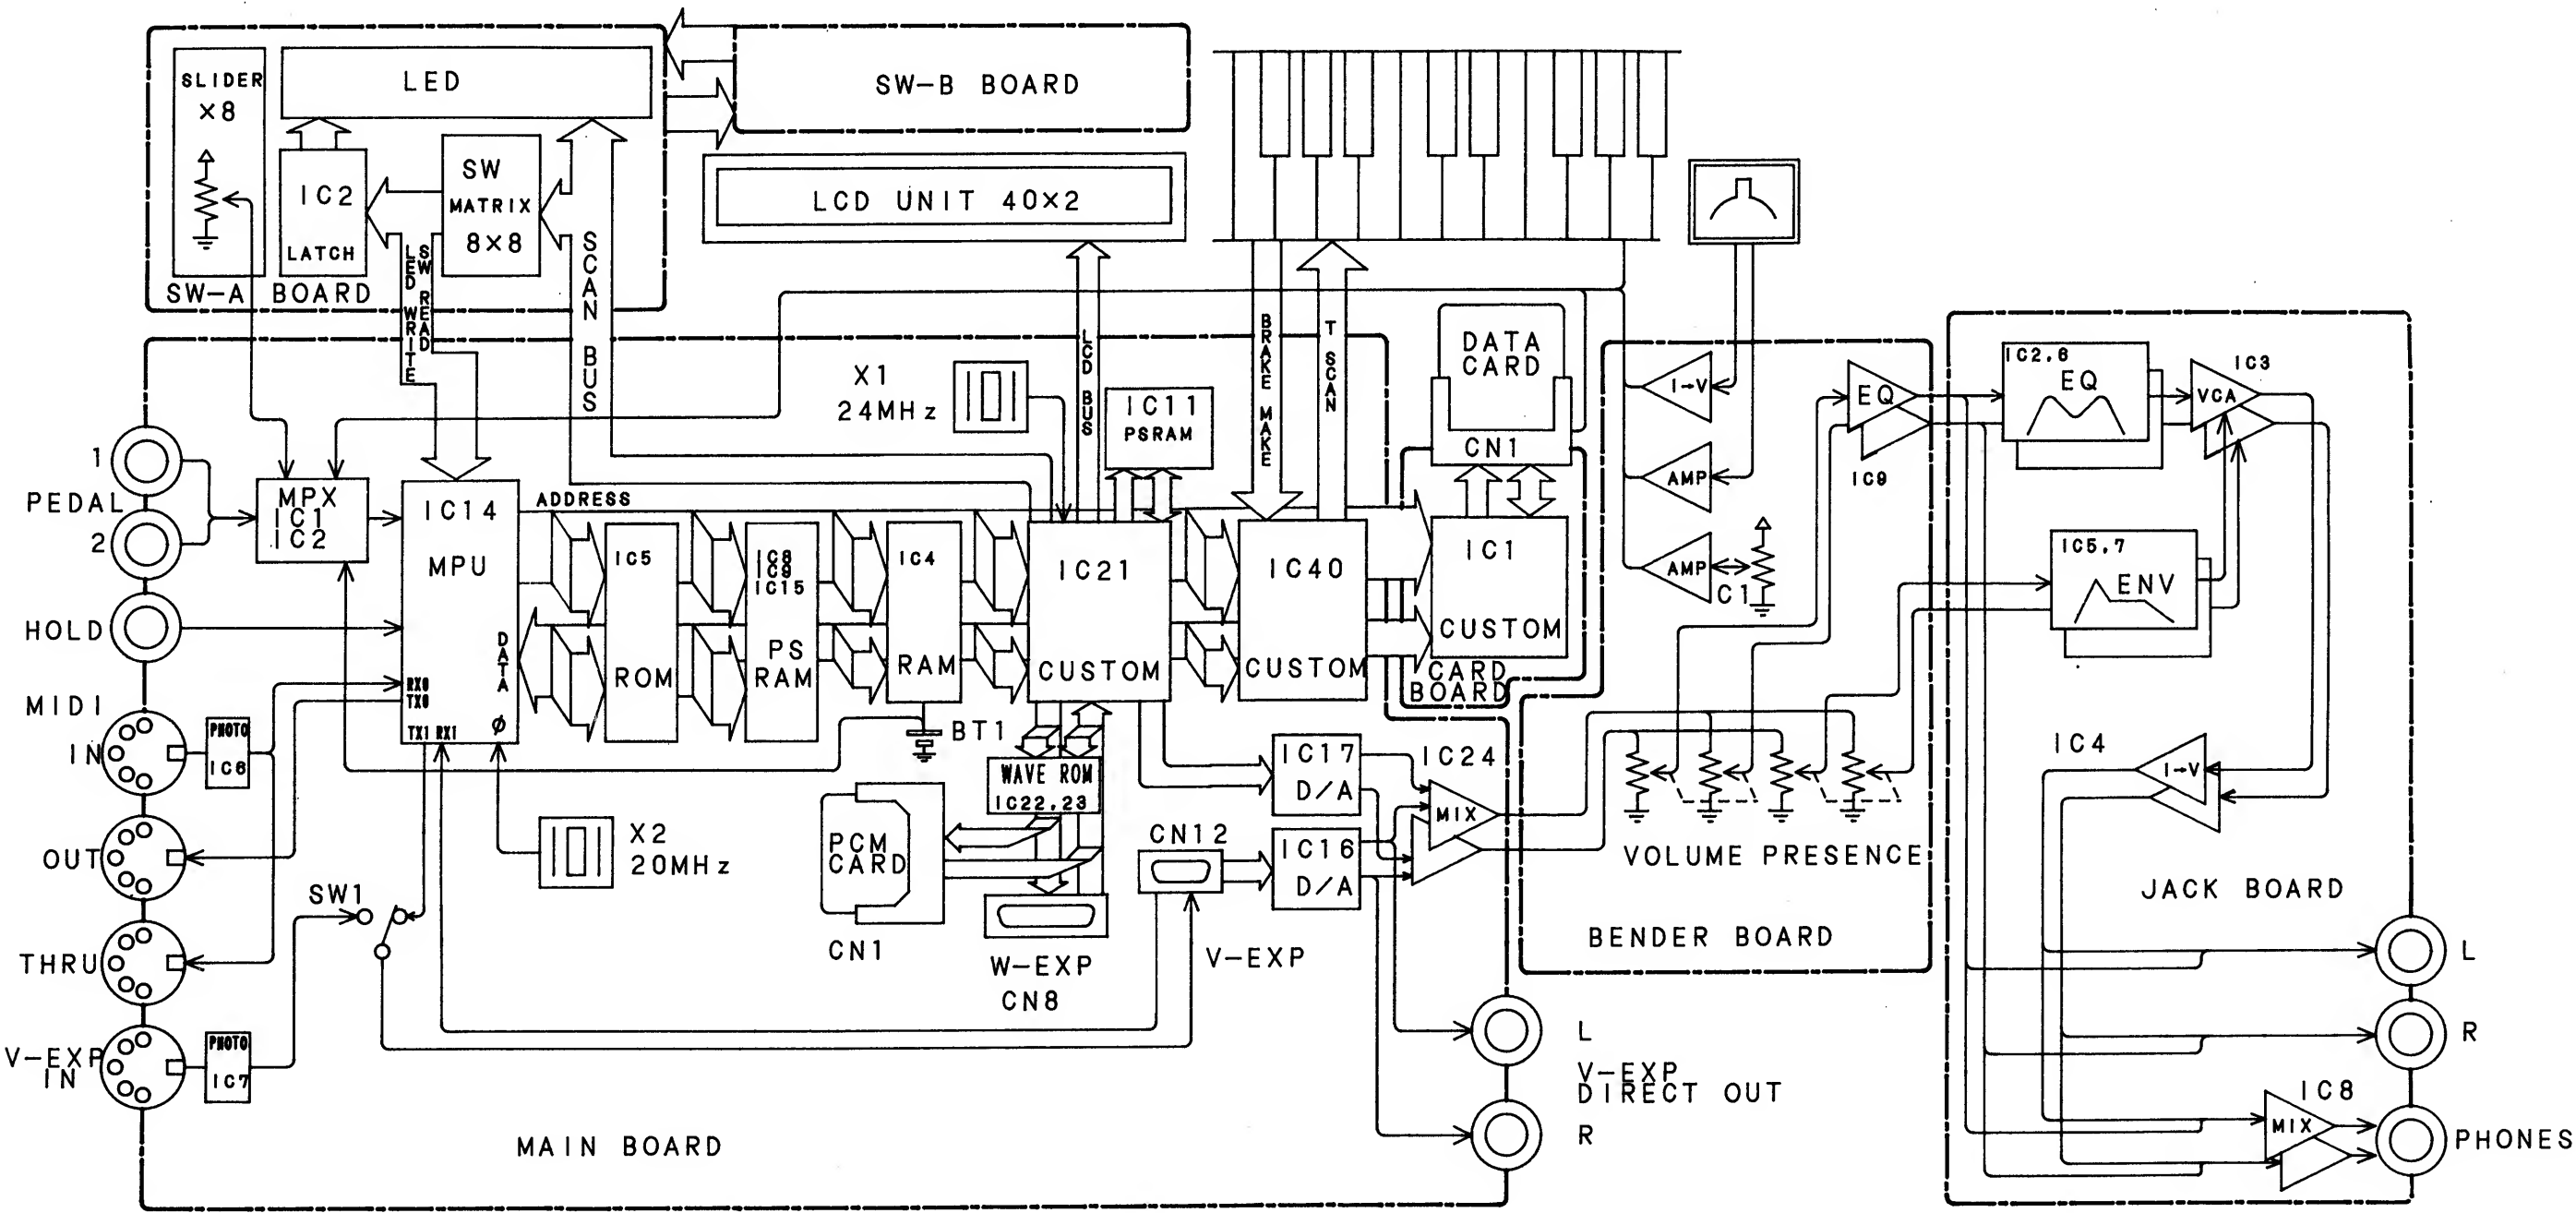 SLIDER
×8
LED
IC2
LATCH
SW
MATRIX
8×8
SW-A BOARD
LED WRITE
SW READ
SCAN BUS
SW-B BOARD
LCD UNIT 40×2
LCD BUS
BRAKE MAKE
T SCAN
X1
24MHz
IC11
PSRAM
DATA
CARD
CN1
I→V
AMP
AMP
C1
EQ
IC9
IC2.6
EQ
IC3
VCA
IC5.7
ENV
1
PEDAL
2
MPX
IC1
IC2
HOLD
IC14
MPU
ADDRESS
DATA
RX0
TX0
TX1 RX1
Ø
IC5
ROM
IC8
IC9
IC15
PS
RAM
IC4
RAM
IC21
CUSTOM
IC40
CUSTOM
IC1
CUSTOM
CARD
BOARD
MIDI
IN
PHOTO
IC6
OUT
THRU
V-EXP
IN
PHOTO
IC7
SW1
X2
20MHz
BT1
WAVE ROM
IC22.23
PCM
CARD
CN1
W-EXP
CN8
CN12
V-EXP
IC17
D/A
IC16
D/A
IC24
MIX
VOLUME PRESENCE
BENDER BOARD
IC4
I→V
JACK BOARD
L
R
IC8
MIX
PHONES
L
V-EXP
DIRECT OUT
R
MAIN BOARD